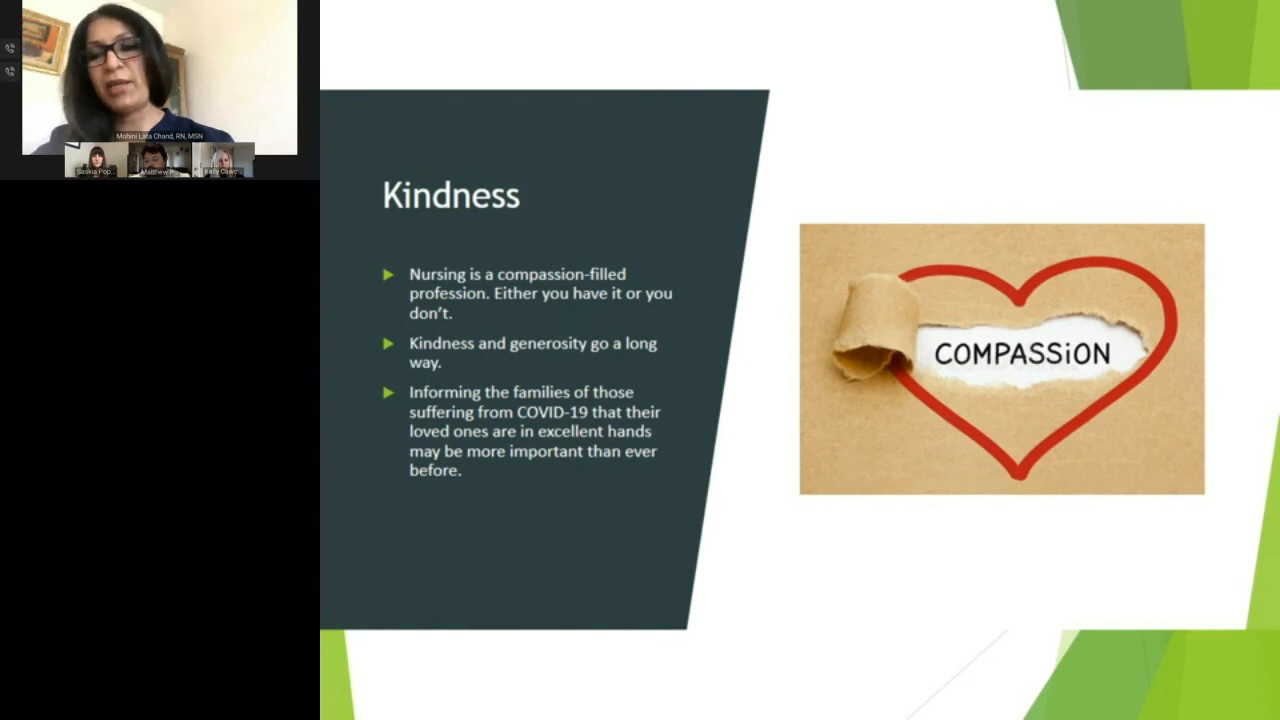 Mohini Lata Chand, RN, MSN
Saskia Pop...
Matthew
Kelly Cawc...
Kindness
Nursing is a compassion-filled
profession. Either you have it or you
don't.
Kindness and generosity go a long
way.
Informing the families of those
suffering from COVID-19 that their
loved ones are in excellent hands
may be more important than ever
before.
COMPASSiON